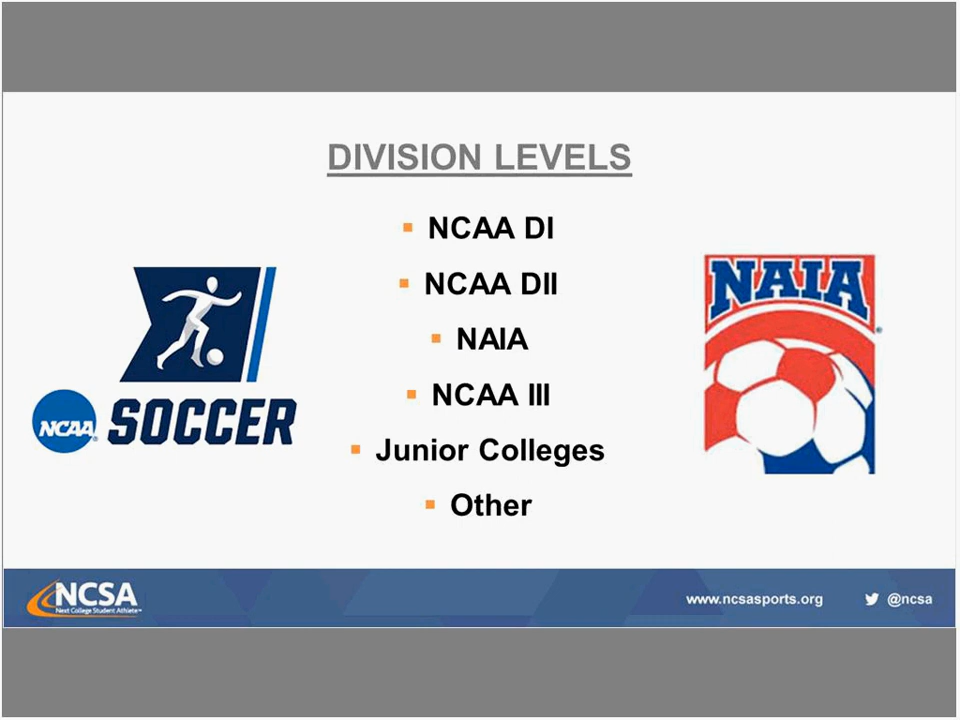 DIVISION LEVELS
▪ NCAA DI
▪ NCAA DII
▪ NAIA
▪ NCAA III
▪ Junior Colleges
▪ Other
NCAA
SOCCER
NAIA
NCSA
Next College Student Athlete™
www.ncsasports.org
@ncsa